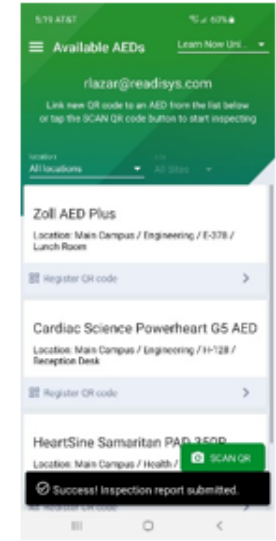 5:19 AT&T 60%
Available AEDs
Learn Now Uni...
rlazar@readisys.com
Link new QR code to an AED from the list below
or tap the SCAN QR code button to start inspecting
location
All locations
All Sites
Zoll AED Plus
Location: Main Campus / Engineering / E-378 /
Lunch Room
Register QR code
Cardiac Science Powerheart G5 AED
Location: Main Campus / Engineering / H-128 /
Reception Desk
Register QR code
HeartSine Samaritan PAD 350P
Location: Main Campus / Health /
SCAN QR
Success! Inspection report submitted.
Register QR code